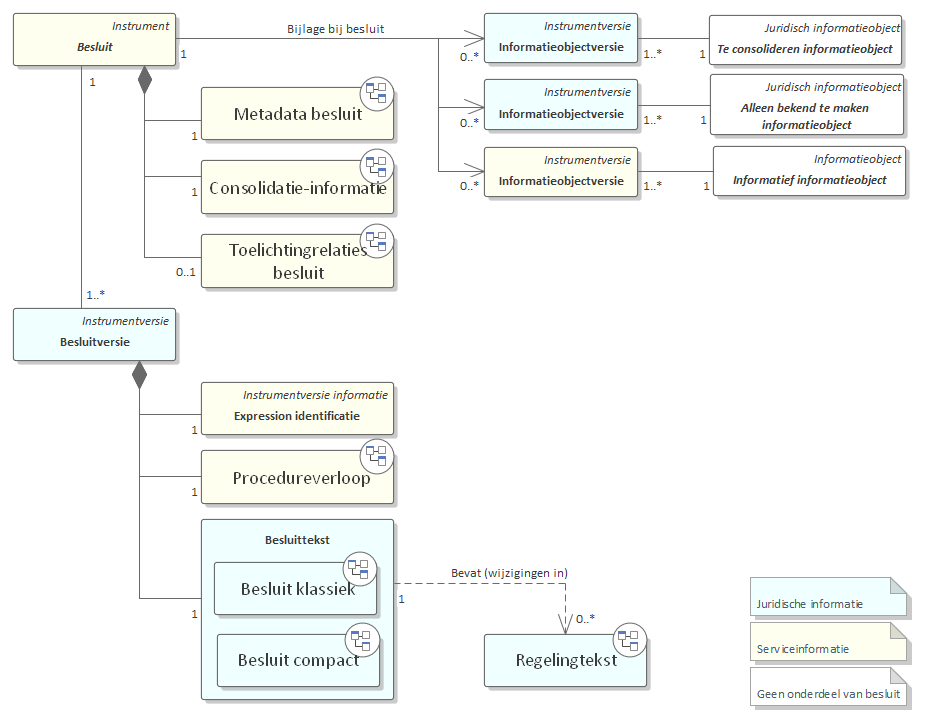 Instrument
Besluit
1
1
Bijlage bij besluit
0..*
Instrumentversie
Informatieobjectversie
1..*
1
Juridisch informatieobject
Te consolideren informatieobject
0..*
Instrumentversie
Informatieobjectversie
1..*
1
Juridisch informatieobject
Alleen bekend te maken
informatieobject
0..*
Instrumentversie
Informatieobjectversie
1..*
1
Informatieobject
Informatief informatieobject
1
Metadata besluit
1
Consolidatie-informatie
0..1
Toelichtingrelaties
besluit
1..*
Instrumentversie
Besluitversie
1
Instrumentversie informatie
Expression identificatie
1
Procedureverloop
1
Besluittekst
Besluit klassiek
Besluit compact
1
Bevat (wijzigingen in)
0..*
Regelingtekst
Juridische informatie
Serviceinformatie
Geen onderdeel van besluit